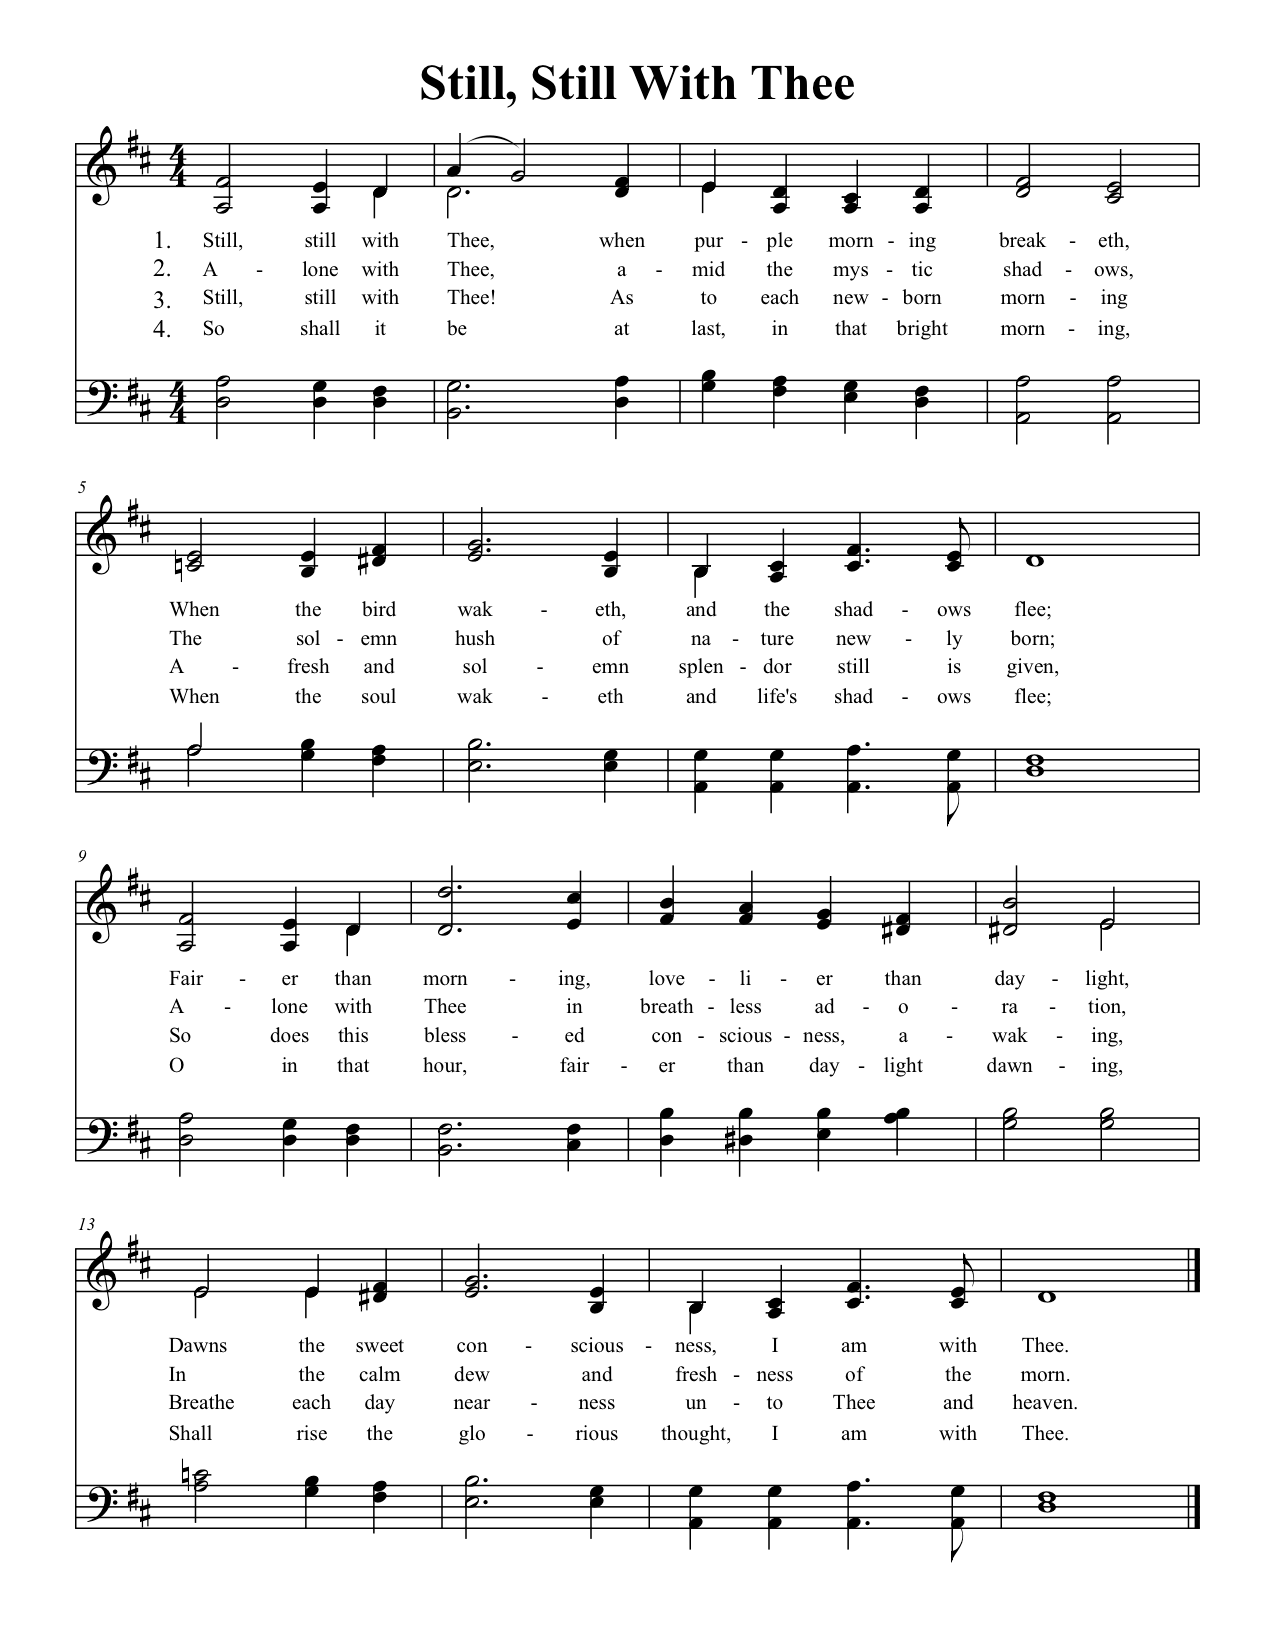 Still, Still With Thee
4
4
1. Still, still with Thee, when pur - ple morn - ing break - eth,
2. A - lone with Thee, a - mid the mys - tic shad - ows,
3. Still, still with Thee! As to each new - born morn - ing
4. So shall it be at last, in that bright morn - ing,
4
4
5
When the bird wak - eth, and the shad - ows flee;
The sol - emn hush of na - ture new - ly born;
A - fresh and sol - emn splen - dor still is given,
When the soul wak - eth and life's shad - ows flee;
9
Fair - er than morn - ing, love - li - er than day - light,
A - lone with Thee in breath - less ad - o - ra - tion,
So does this bless - ed con - scious - ness, a - wak - ing,
O in that hour, fair - er than day - light dawn - ing,
13
Dawns the sweet con - scious - ness, I am with Thee.
In the calm dew and fresh - ness of the morn.
Breathe each day near - ness un - to Thee and heaven.
Shall rise the glo - rious thought, I am with Thee.